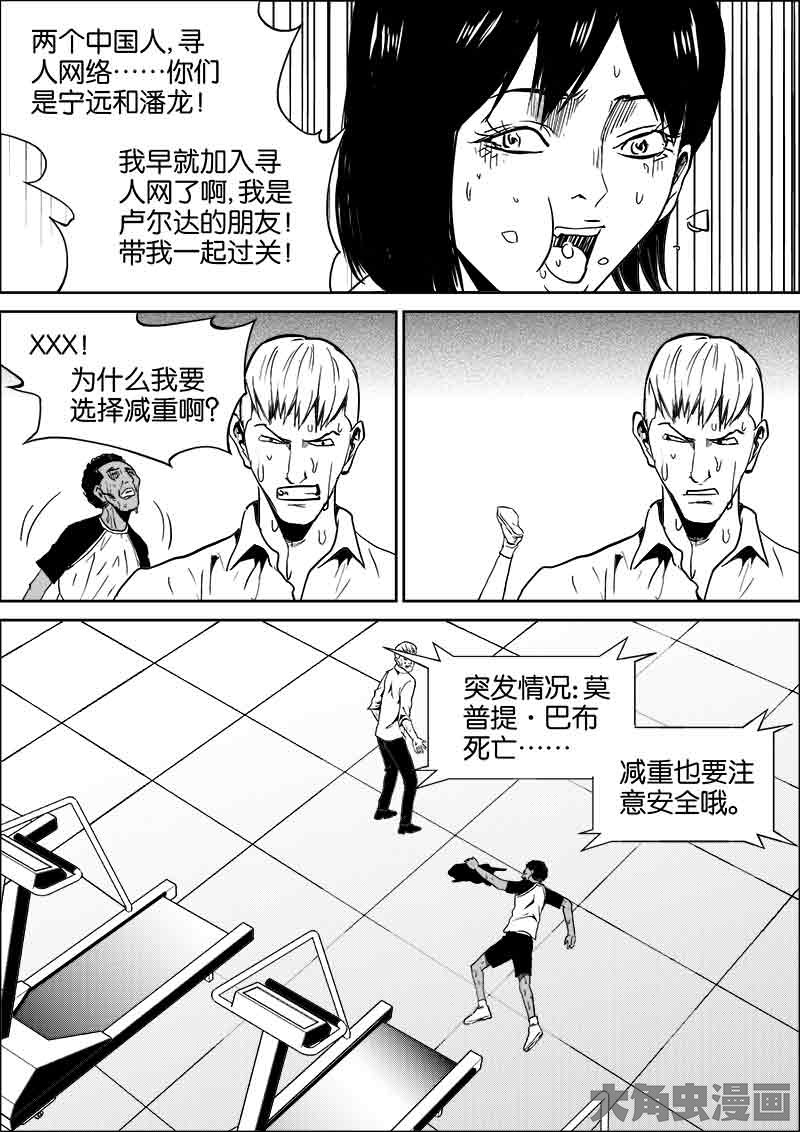 两个中国人,寻
人网络……你们
是宁远和潘龙!
我早就加入寻
人网了啊,我是
卢尔达的朋友!
带我一起过关!
XXX!
为什么我要
选择减重啊?
突发情况:莫
普提·巴布
死亡……
减重也要注
意安全哦。
大角虫漫画